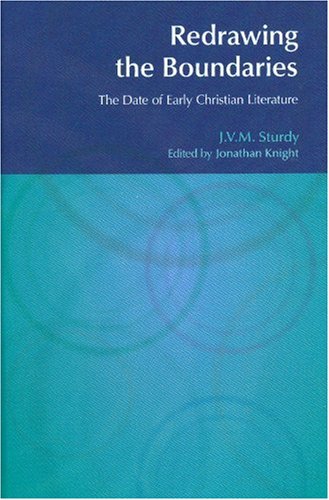 Redrawing
the Boundaries
The Date of Early Christian Literature
J.V.M. Sturdy
Edited by Jonathan Knight